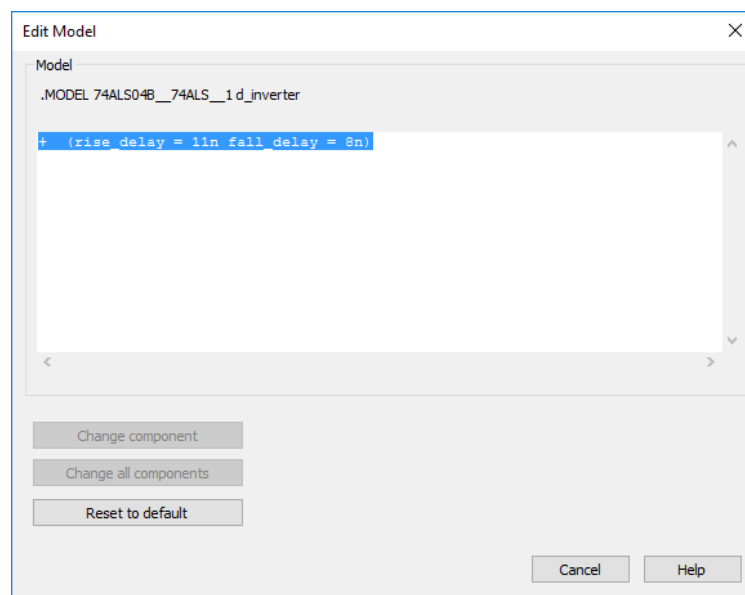 Edit Model
Model
.MODEL 74ALS04B__74ALS__1 d_inverter
+ (rise_delay = 11n fall_delay = 8n)
Change component
Change all components
Reset to default
Cancel Help